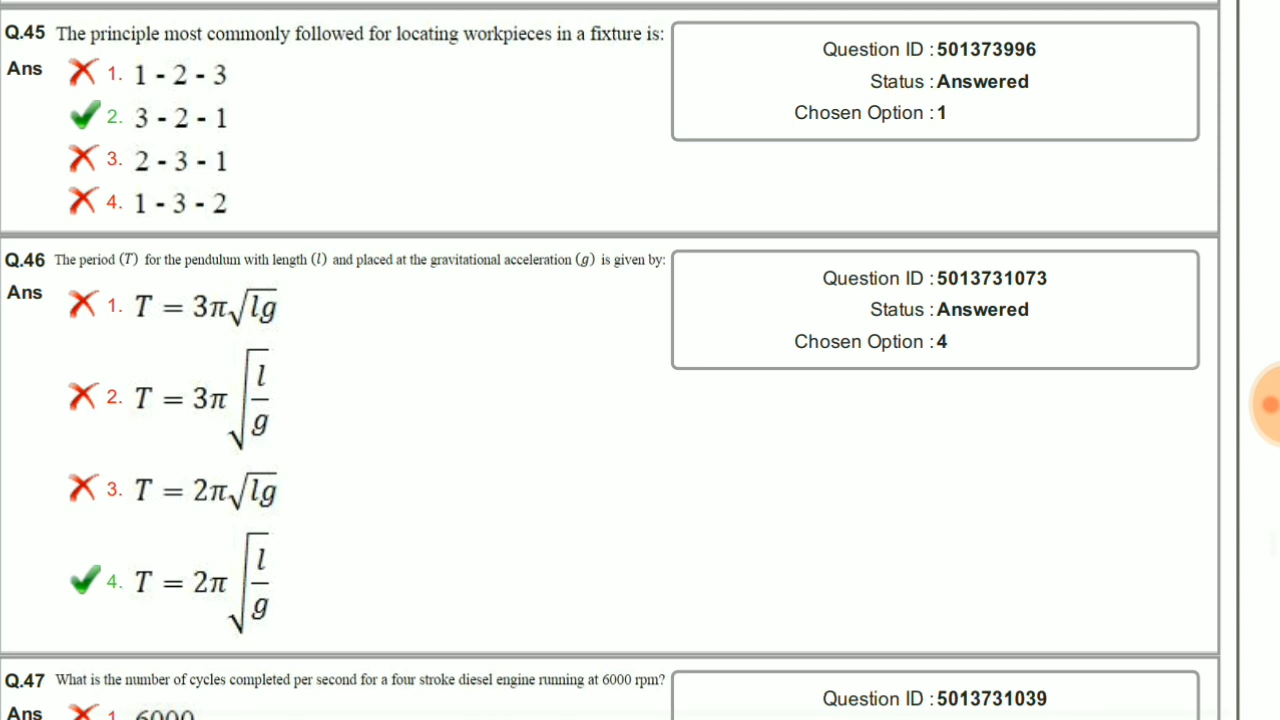 Q.45 The principle most commonly followed for locating workpieces in a fixture is:
Ans 1. 1 - 2 - 3
2. 3 - 2 - 1
3. 2 - 3 - 1
4. 1 - 3 - 2
Question ID : 501373996
Status : Answered
Chosen Option : 1
Q.46 The period (T) for the pendulum with length (l) and placed at the gravitational acceleration (g) is given by:
Ans 1. T = 3π√lg
2. T = 3π√(l/g)
3. T = 2π√lg
4. T = 2π√(l/g)
Question ID : 5013731073
Status : Answered
Chosen Option : 4
Q.47 What is the number of cycles completed per second for a four stroke diesel engine running at 6000 rpm?
Ans 1. 6000
Question ID : 5013731039